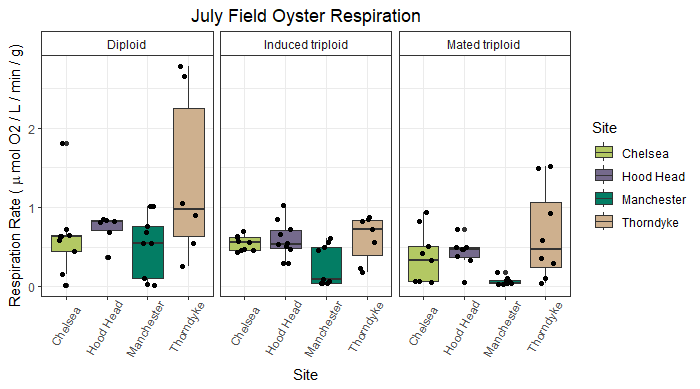 July Field Oyster Respiration
Diploid
Induced triploid
Mated triploid
Respiration Rate ( μ mol O2 / L / min / g)
2
1
0
Chelsea
Hood Head
Manchester
Thorndyke
Chelsea
Hood Head
Manchester
Thorndyke
Chelsea
Hood Head
Manchester
Thorndyke
Site
Site
Chelsea
Hood Head
Manchester
Thorndyke